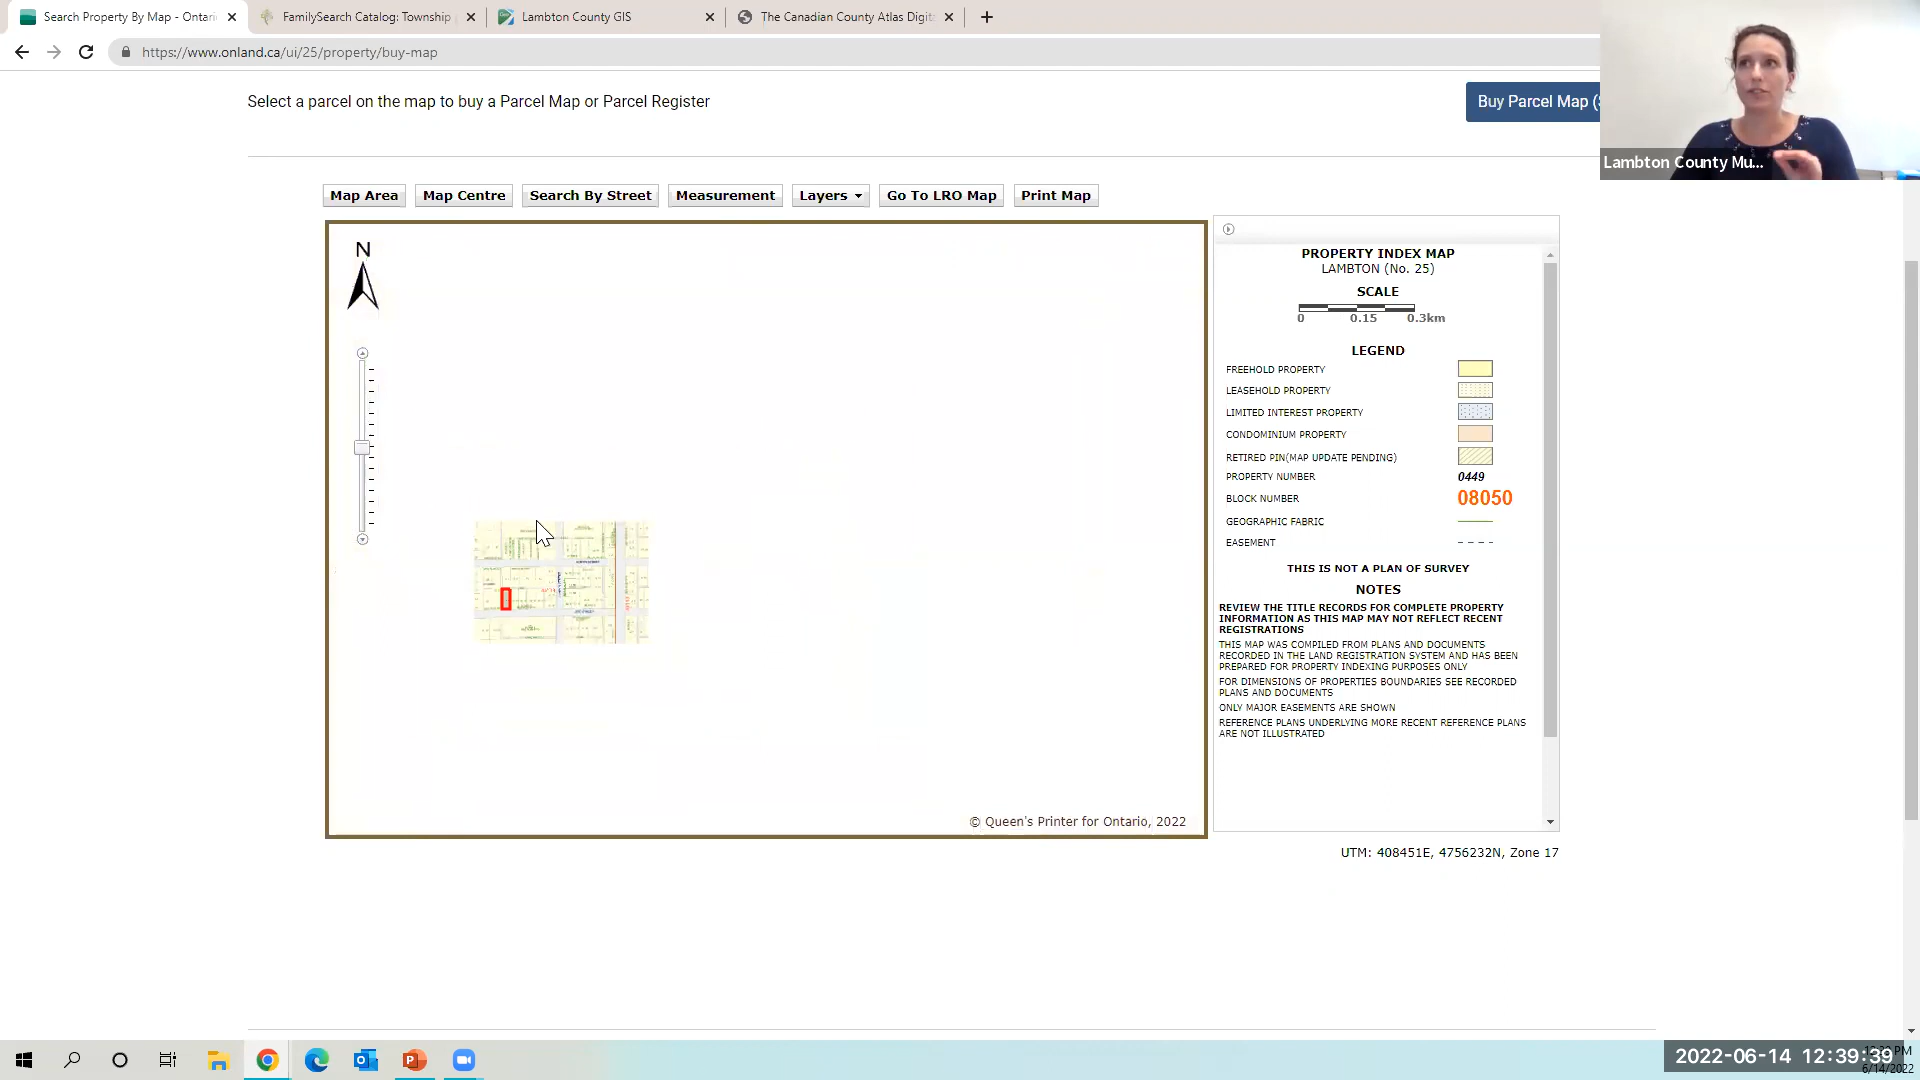 Search Property By Map - Ontari
FamilySearch Catalog: Township
Lambton County GIS
The Canadian County Atlas Digit
https://www.onland.ca/ui/25/property/buy-map
Select a parcel on the map to buy a Parcel Map or Parcel Register
Buy Parcel Map (
Lambton County Mu...
Map Area
Map Centre
Search By Street
Measurement
Layers
Go To LRO Map
Print Map
N
© Queen's Printer for Ontario, 2022
PROPERTY INDEX MAP
LAMBTON (No. 25)
SCALE
0 0.15 0.3km
LEGEND
FREEHOLD PROPERTY
LEASEHOLD PROPERTY
LIMITED INTEREST PROPERTY
CONDOMINIUM PROPERTY
RETIRED PIN(MAP UPDATE PENDING)
PROPERTY NUMBER 0449
BLOCK NUMBER 08050
GEOGRAPHIC FABRIC
EASEMENT
THIS IS NOT A PLAN OF SURVEY
NOTES
REVIEW THE TITLE RECORDS FOR COMPLETE PROPERTY
INFORMATION AS THIS MAP MAY NOT REFLECT RECENT
REGISTRATIONS
THIS MAP WAS COMPILED FROM PLANS AND DOCUMENTS
RECORDED IN THE LAND REGISTRATION SYSTEM AND HAS BEEN
PREPARED FOR PROPERTY INDEXING PURPOSES ONLY
FOR DIMENSIONS OF PROPERTIES BOUNDARIES SEE RECORDED
PLANS AND DOCUMENTS
ONLY MAJOR EASEMENTS ARE SHOWN
REFERENCE PLANS UNDERLYING MORE RECENT REFERENCE PLANS
ARE NOT ILLUSTRATED
UTM: 408451E, 4756232N, Zone 17
2022-06-14 12:39:39
PM
6/14/2022